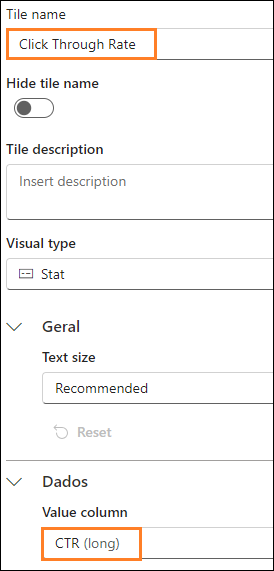 Tile name
Click Through Rate
Hide tile name
Tile description
Insert description
Visual type
Stat
Geral
Text size
Recommended
Reset
Dados
Value column
CTR (long)